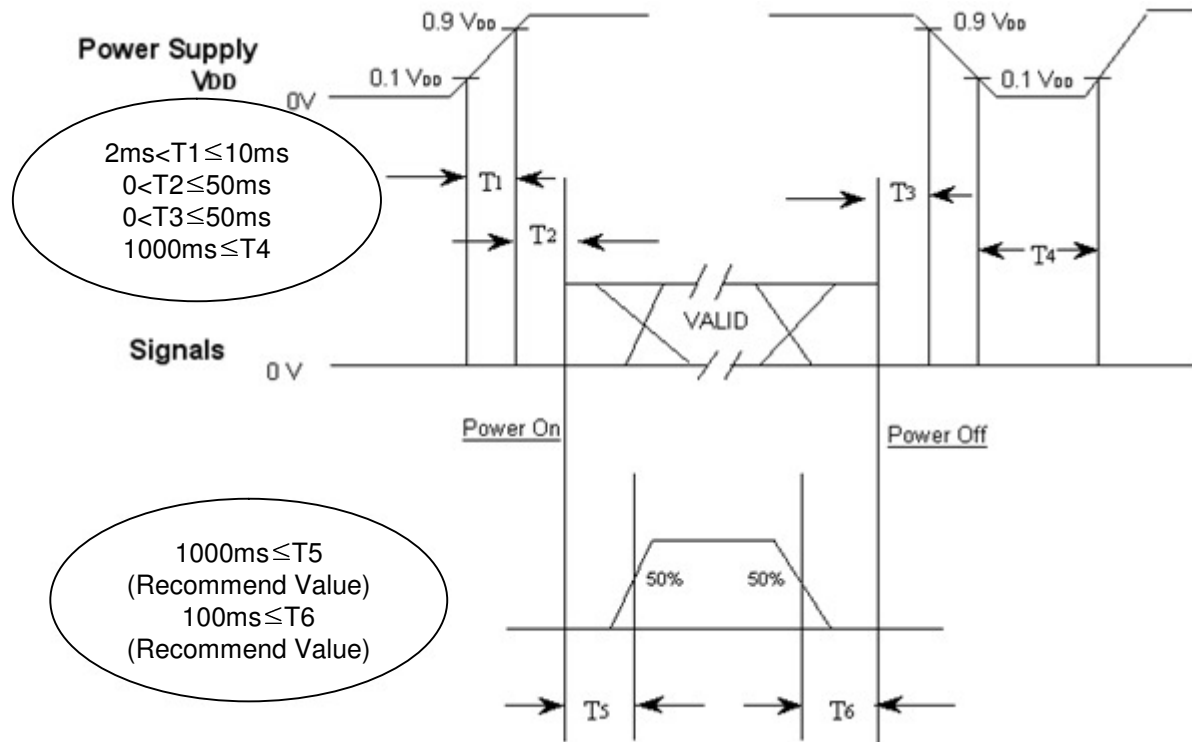 0.9 VDD
0.9 VDD
Power Supply
VDD
0.1 VDD
0.1 VDD
0V
2ms<T1≦10ms
0<T2≦50ms
0<T3≦50ms
1000ms≦T4
T1
T3
T2
T4
VALID
Signals
0 V
Power On
Power Off
1000ms≦T5
(Recommend Value)
100ms≦T6
(Recommend Value)
50%
50%
T5
T6